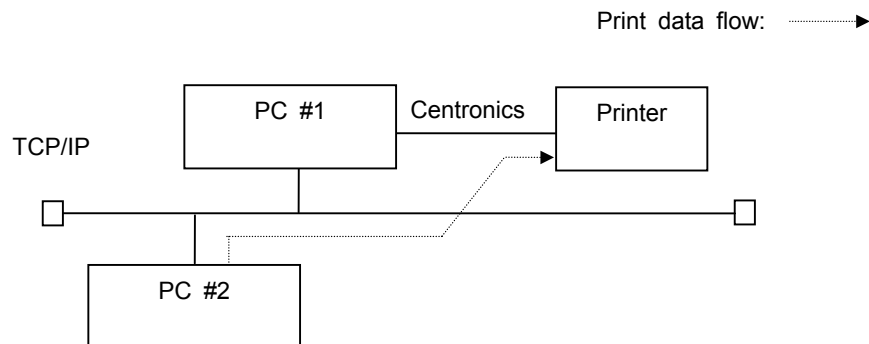 Print data flow:
PC #1
Centronics
Printer
TCP/IP
PC #2